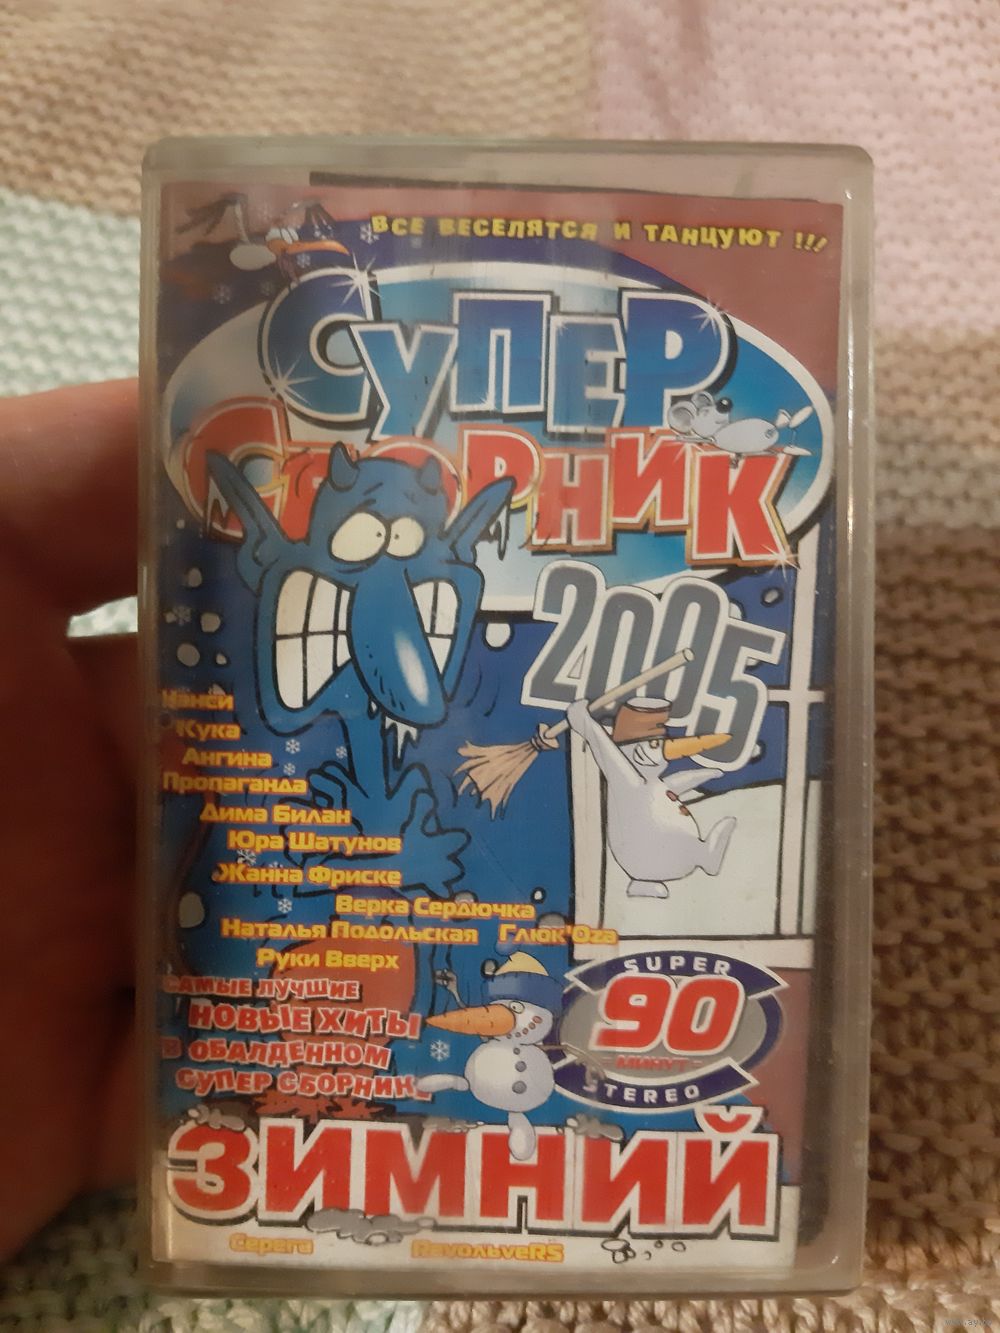 ВСЕ ВЕСЕЛЯТСЯ И ТАНЦУЮТ !!!
СУПЕР
СБОРНИК
2005
Нэнси
Кука
Ангина
Пропаганда
Дима Билан
Юра Шатунов
Жанна Фриске
Верка Сердючка
Наталья Подольская Глюк'Oza
Руки Вверх
САМЫЕ ЛУЧШИЕ
НОВЫЕ ХИТЫ
В ОБАЛДЕННОМ
СУПЕР СБОРНИКЕ
SUPER
90
МИНУТ
STEREO
ЗИМНИЙ
Серега RevoльveRS